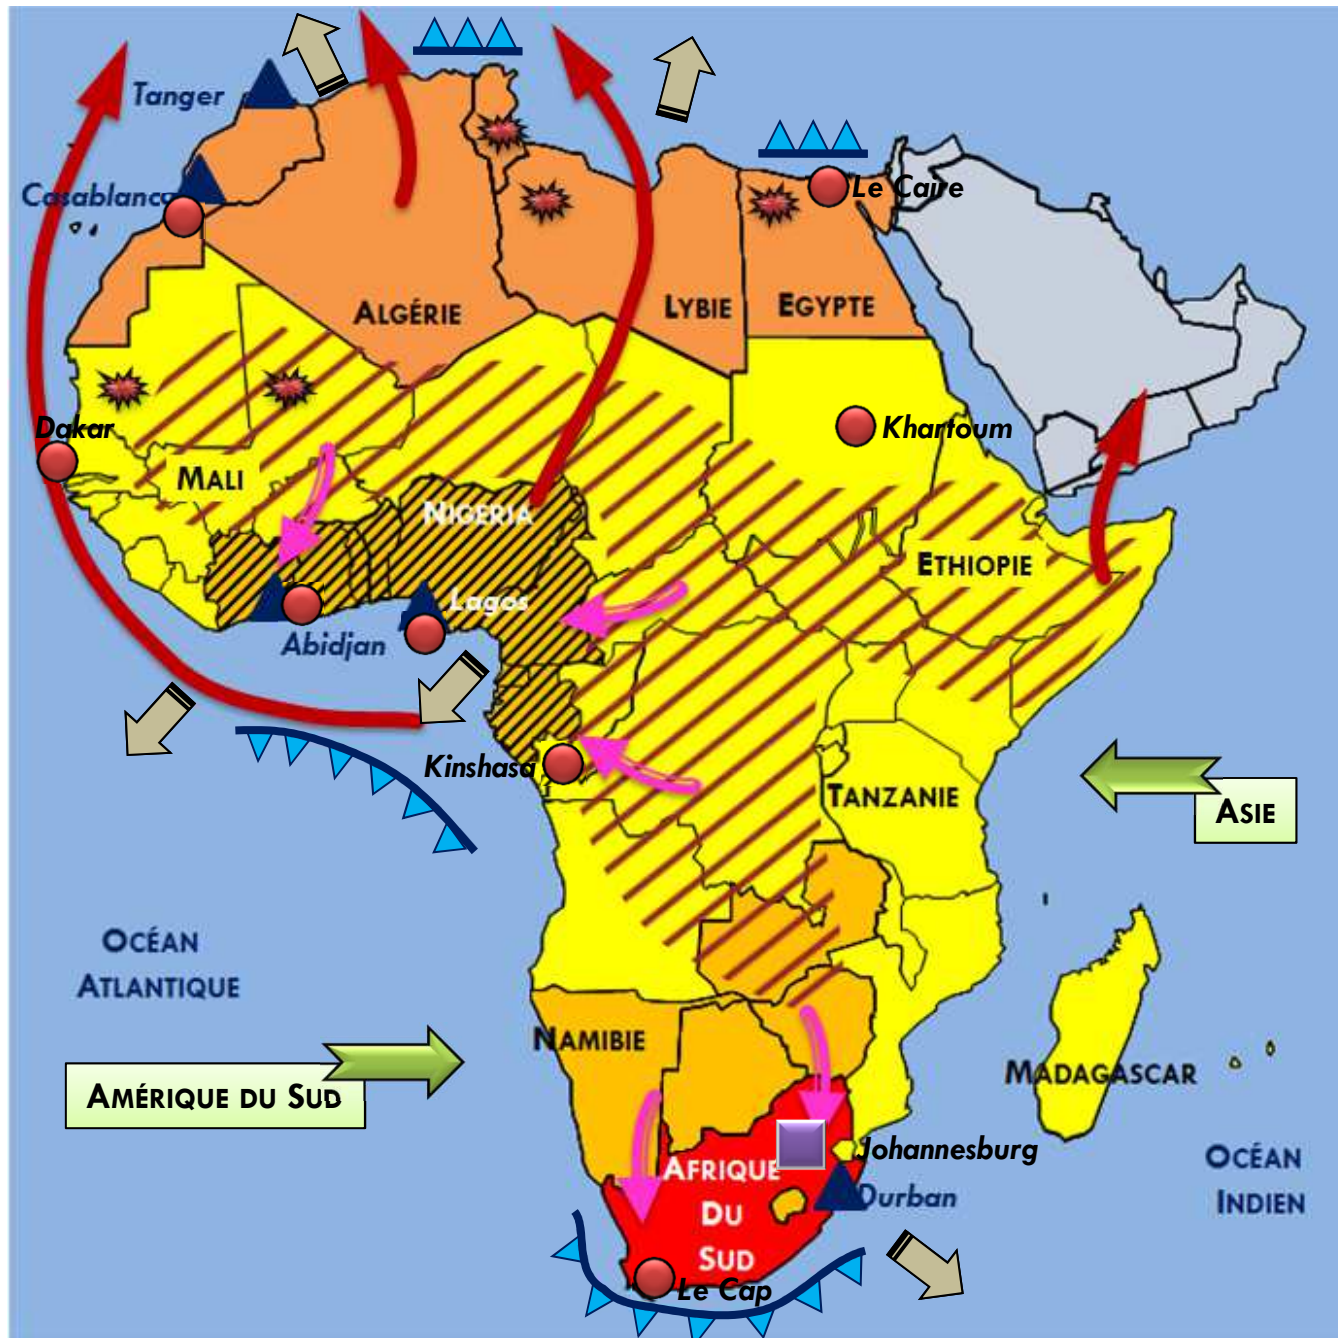 Tanger
Casablanca
Le Caire
ALGÉRIE
LYBIE
EGYPTE
Dakar
Khartoum
MALI
NIGERIA
ETHIOPIE
Lagos
Abidjan
Kinshasa
TANZANIE
ASIE
OCÉAN
ATLANTIQUE
NAMIBIE
MADAGASCAR
AMÉRIQUE DU SUD
Johannesburg
AFRIQUE
DU
SUD
Durban
OCÉAN
INDIEN
Le Cap